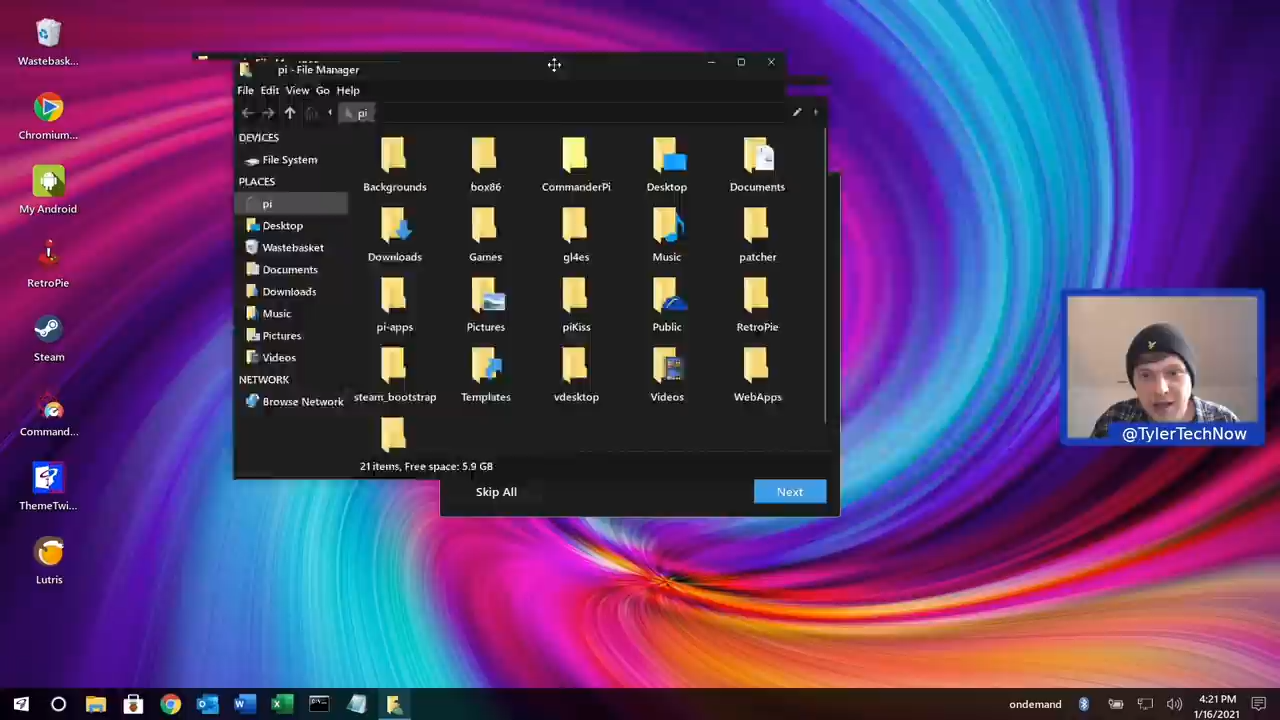 Wastebask...
Chromium...
My Android
RetroPie
Steam
Command...
ThemeTwi...
Lutris
pi - File Manager
File Edit View Go Help
pi
DEVICES
File System
PLACES
pi
Desktop
Wastebasket
Documents
Downloads
Music
Pictures
Videos
NETWORK
Browse Network
Backgrounds box86 CommanderPi Desktop Documents
Downloads Games gl4es Music patcher
pi-apps Pictures piKiss Public RetroPie
steam_bootstrap Templates vdesktop Videos WebApps
21 items, Free space: 5.9 GB
Skip All Next
@TylerTechNow
ondemand
4:21 PM
1/16/2021